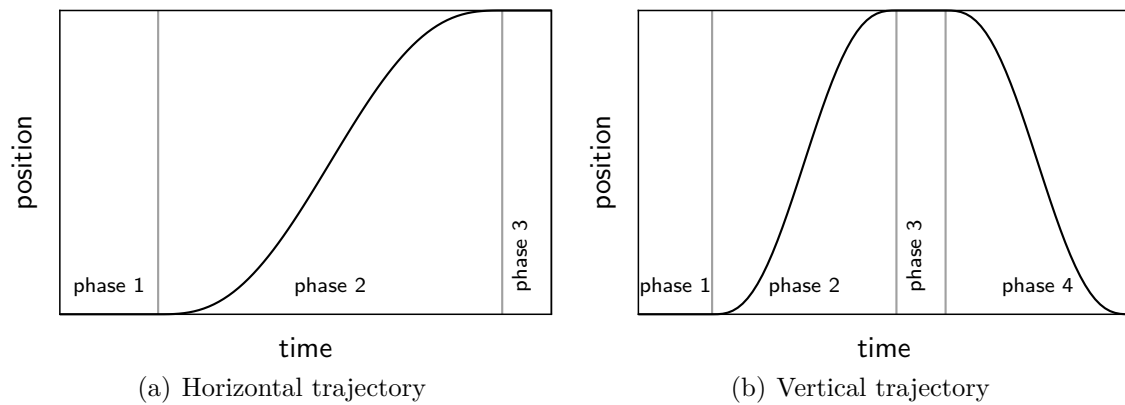 position
phase 1
phase 2
phase 3
time
(a) Horizontal trajectory
position
phase 1
phase 2
phase 3
phase 4
time
(b) Vertical trajectory